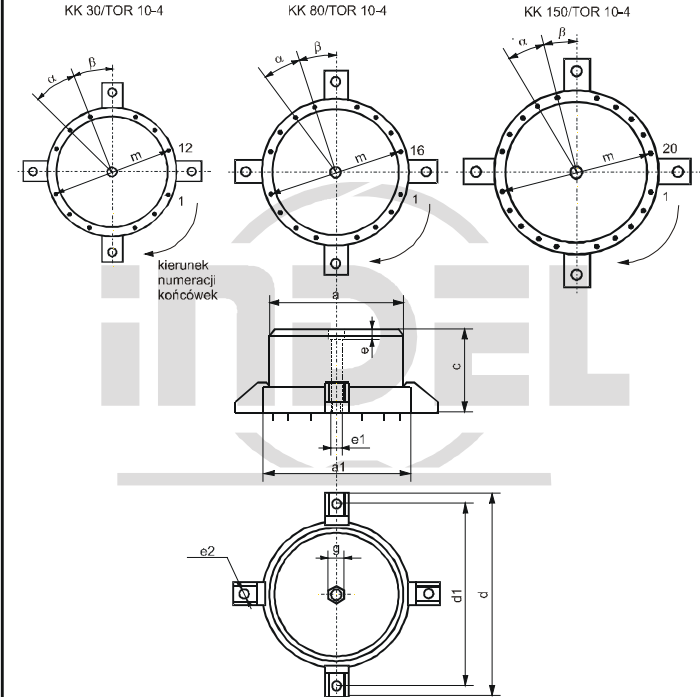 KK 30/TOR 10-4
KK 80/TOR 10-4
KK 150/TOR 10-4
α
β
m
12
1
α
β
m
16
1
α
β
m
20
1
kierunek
numeracji
końcówek
INDEL
a
e
c
e1
a1
e2
g
d1
d